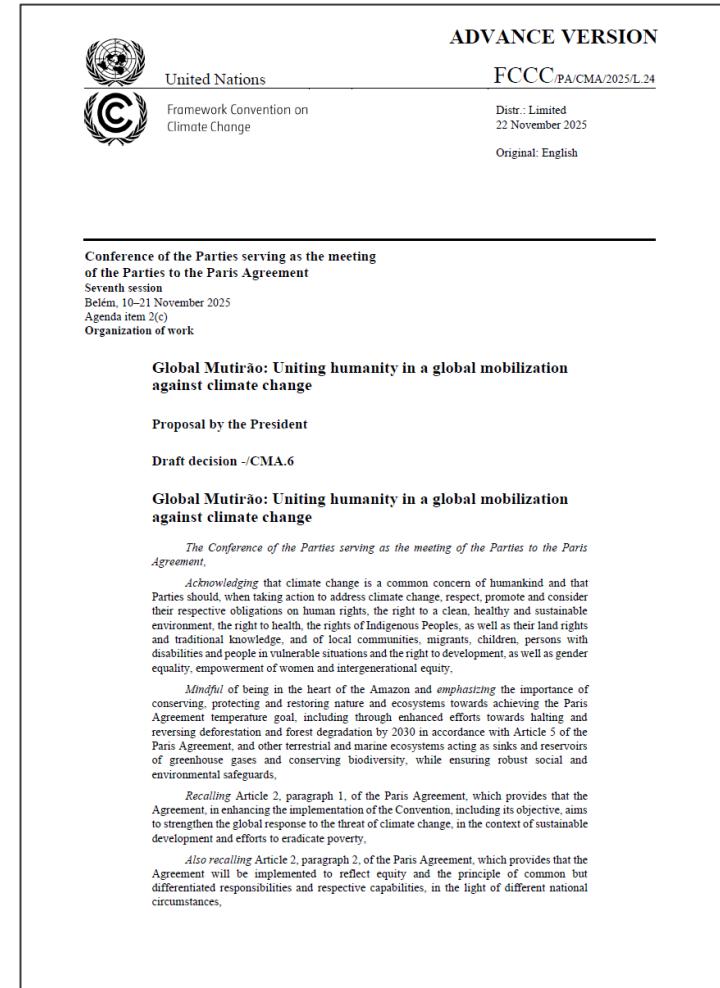 ADVANCE VERSION
United Nations
FCCC/PA/CMA/2025/L.24
Framework Convention on
Climate Change
Distr.: Limited
22 November 2025
Original: English
Conference of the Parties serving as the meeting
of the Parties to the Paris Agreement
Seventh session
Belém, 10–21 November 2025
Agenda item 2(c)
Organization of work
Global Mutirão: Uniting humanity in a global mobilization
against climate change
Proposal by the President
Draft decision -/CMA.6
Global Mutirão: Uniting humanity in a global mobilization
against climate change
The Conference of the Parties serving as the meeting of the Parties to the Paris
Agreement,
Acknowledging that climate change is a common concern of humankind and that
Parties should, when taking action to address climate change, respect, promote and consider
their respective obligations on human rights, the right to a clean, healthy and sustainable
environment, the right to health, the rights of Indigenous Peoples, as well as their land rights
and traditional knowledge, and of local communities, migrants, children, persons with
disabilities and people in vulnerable situations and the right to development, as well as gender
equality, empowerment of women and intergenerational equity,
Mindful of being in the heart of the Amazon and emphasizing the importance of
conserving, protecting and restoring nature and ecosystems towards achieving the Paris
Agreement temperature goal, including through enhanced efforts towards halting and
reversing deforestation and forest degradation by 2030 in accordance with Article 5 of the
Paris Agreement, and other terrestrial and marine ecosystems acting as sinks and reservoirs
of greenhouse gases and conserving biodiversity, while ensuring robust social and
environmental safeguards,
Recalling Article 2, paragraph 1, of the Paris Agreement, which provides that the
Agreement, in enhancing the implementation of the Convention, including its objective, aims
to strengthen the global response to the threat of climate change, in the context of sustainable
development and efforts to eradicate poverty,
Also recalling Article 2, paragraph 2, of the Paris Agreement, which provides that the
Agreement will be implemented to reflect equity and the principle of common but
differentiated responsibilities and respective capabilities, in the light of different national
circumstances,